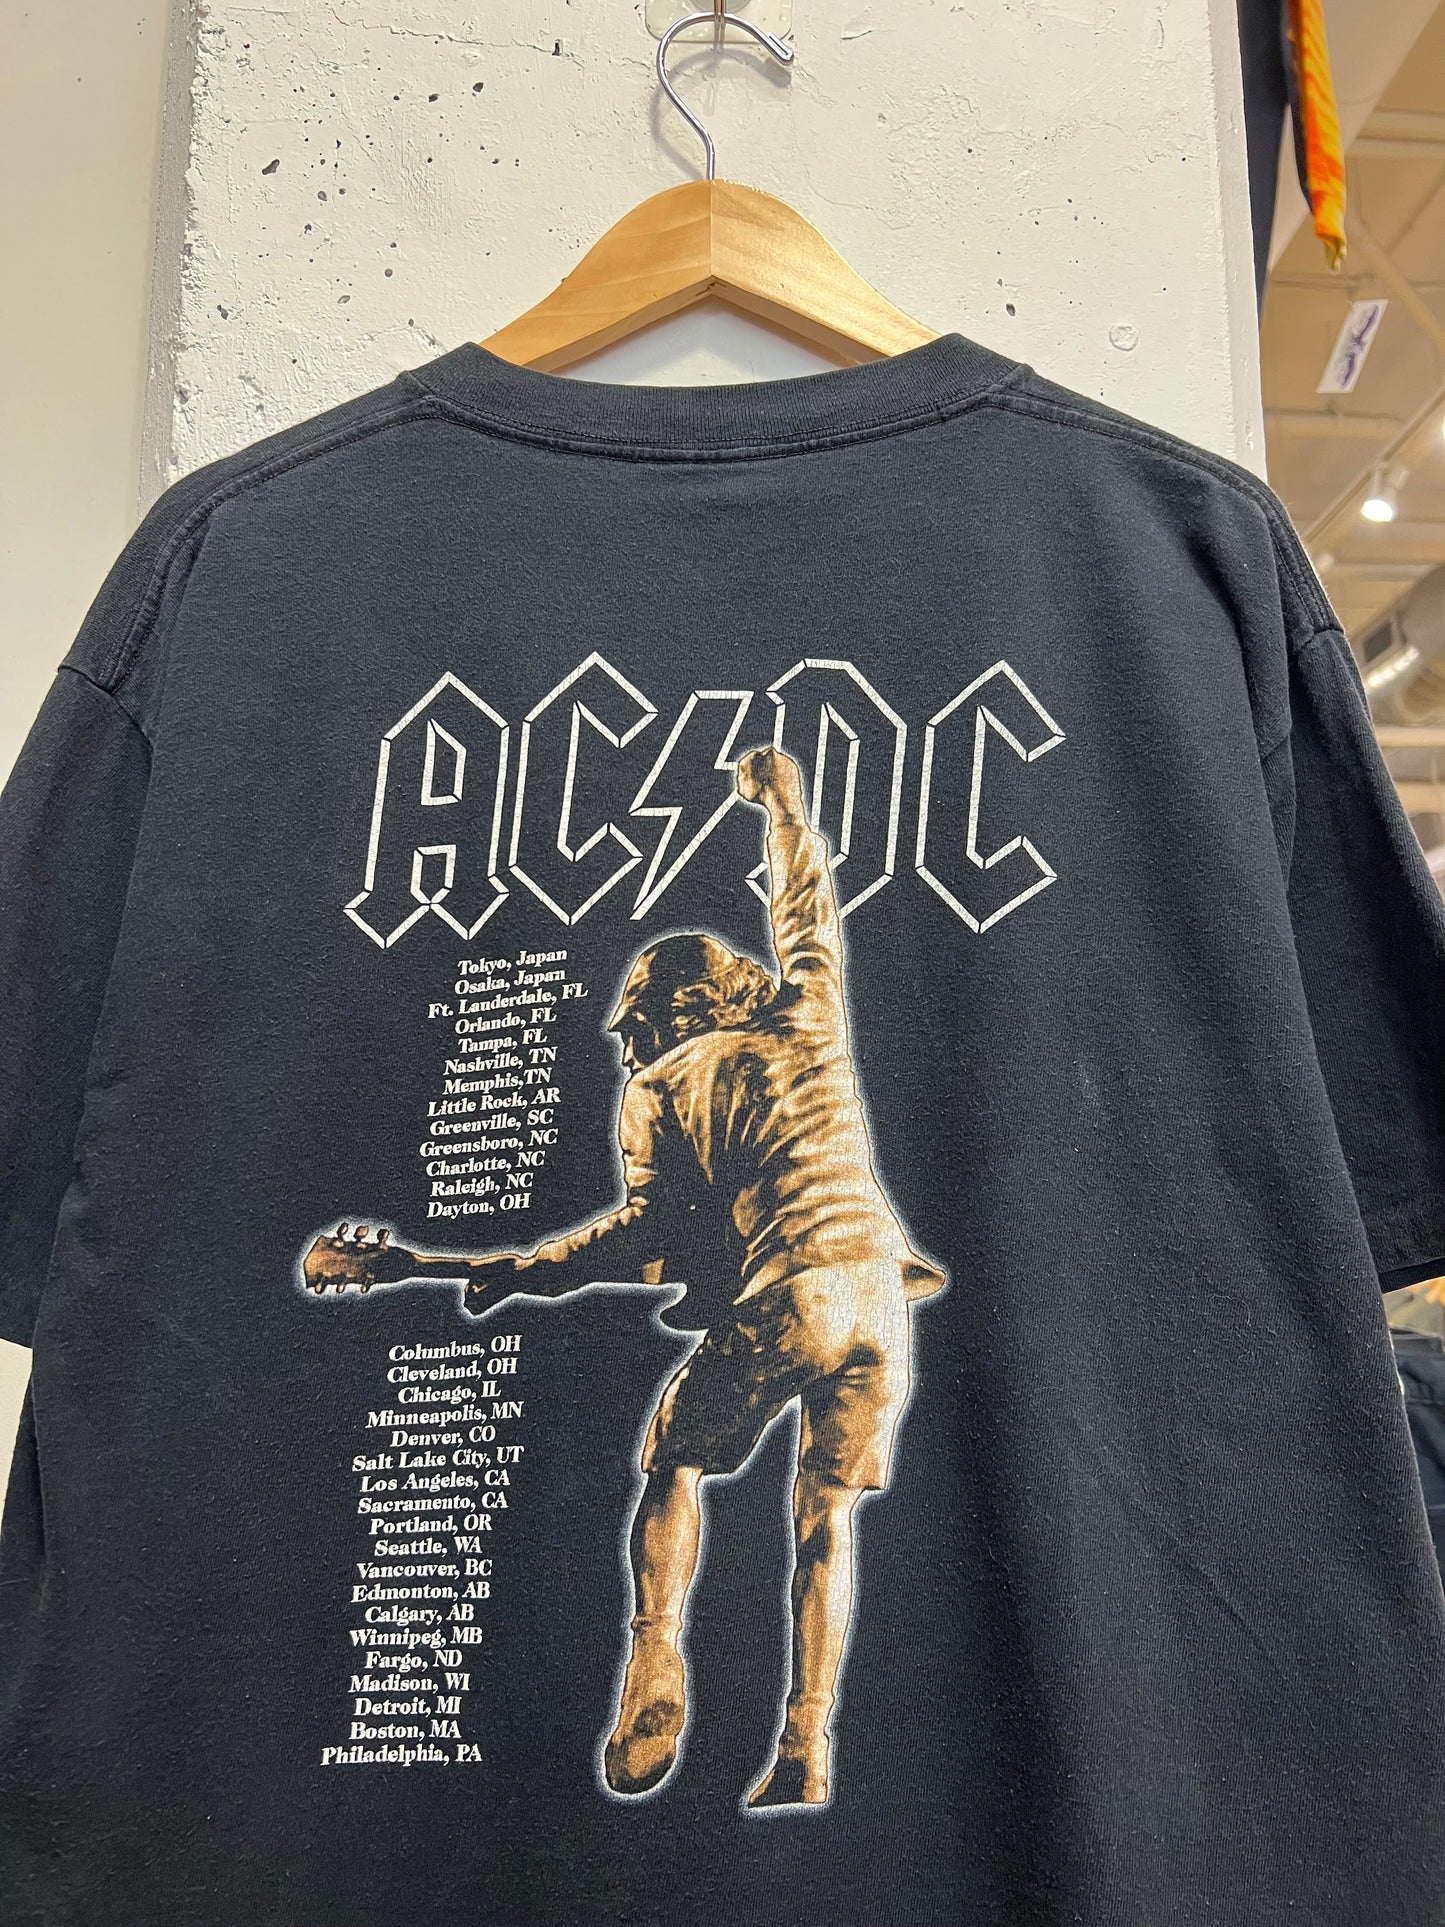 AC⚡DC
Tokyo, Japan
Osaka, Japan
Ft. Lauderdale, FL
Orlando, FL
Tampa, FL
Nashville, TN
Memphis,TN
Little Rock, AR
Greenville, SC
Greensboro, NC
Charlotte, NC
Raleigh, NC
Dayton, OH
Columbus, OH
Cleveland, OH
Chicago, IL
Minneapolis, MN
Denver, CO
Salt Lake City, UT
Los Angeles, CA
Sacramento, CA
Portland, OR
Seattle, WA
Vancouver, BC
Edmonton, AB
Calgary, AB
Winnipeg, MB
Fargo, ND
Madison, WI
Detroit, MI
Boston, MA
Philadelphia, PA